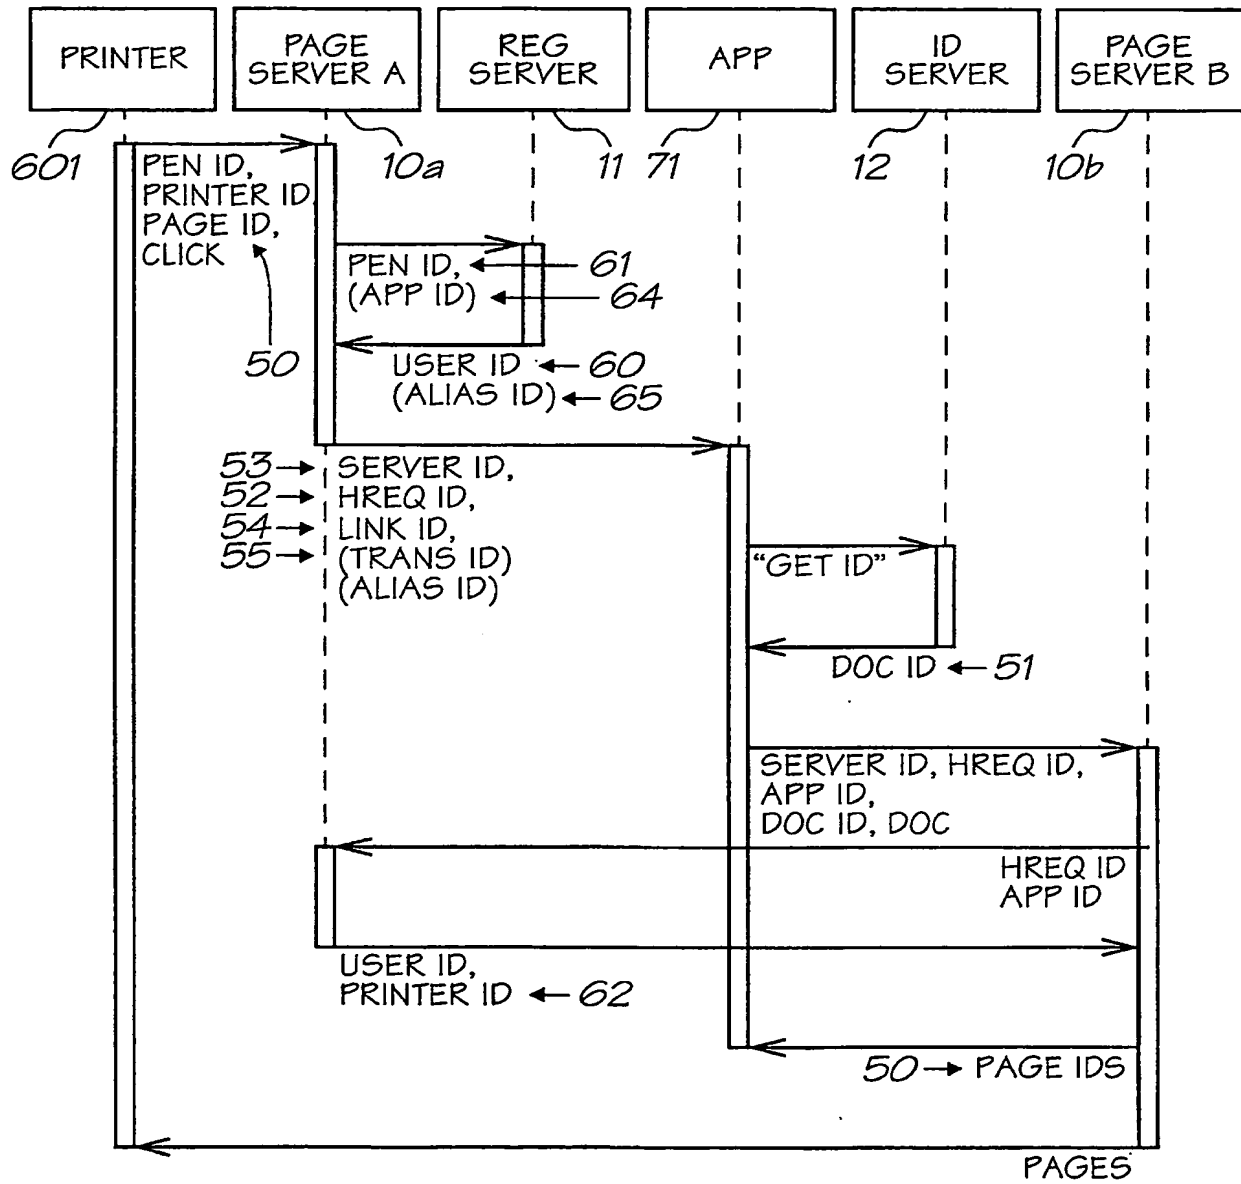 PRINTER
PAGE
SERVER A
REG
SERVER
APP
ID
SERVER
PAGE
SERVER B
601
10a
11
71
12
10b
PEN ID,
PRINTER ID
PAGE ID,
CLICK
50
PEN ID, 61
(APP ID) 64
USER ID 60
(ALIAS ID) 65
53 SERVER ID,
52 HREQ ID,
54 LINK ID,
55 (TRANS ID)
(ALIAS ID)
"GET ID"
DOC ID 51
SERVER ID, HREQ ID,
APP ID,
DOC ID, DOC
HREQ ID
APP ID
USER ID,
PRINTER ID 62
50 PAGE IDS
PAGES